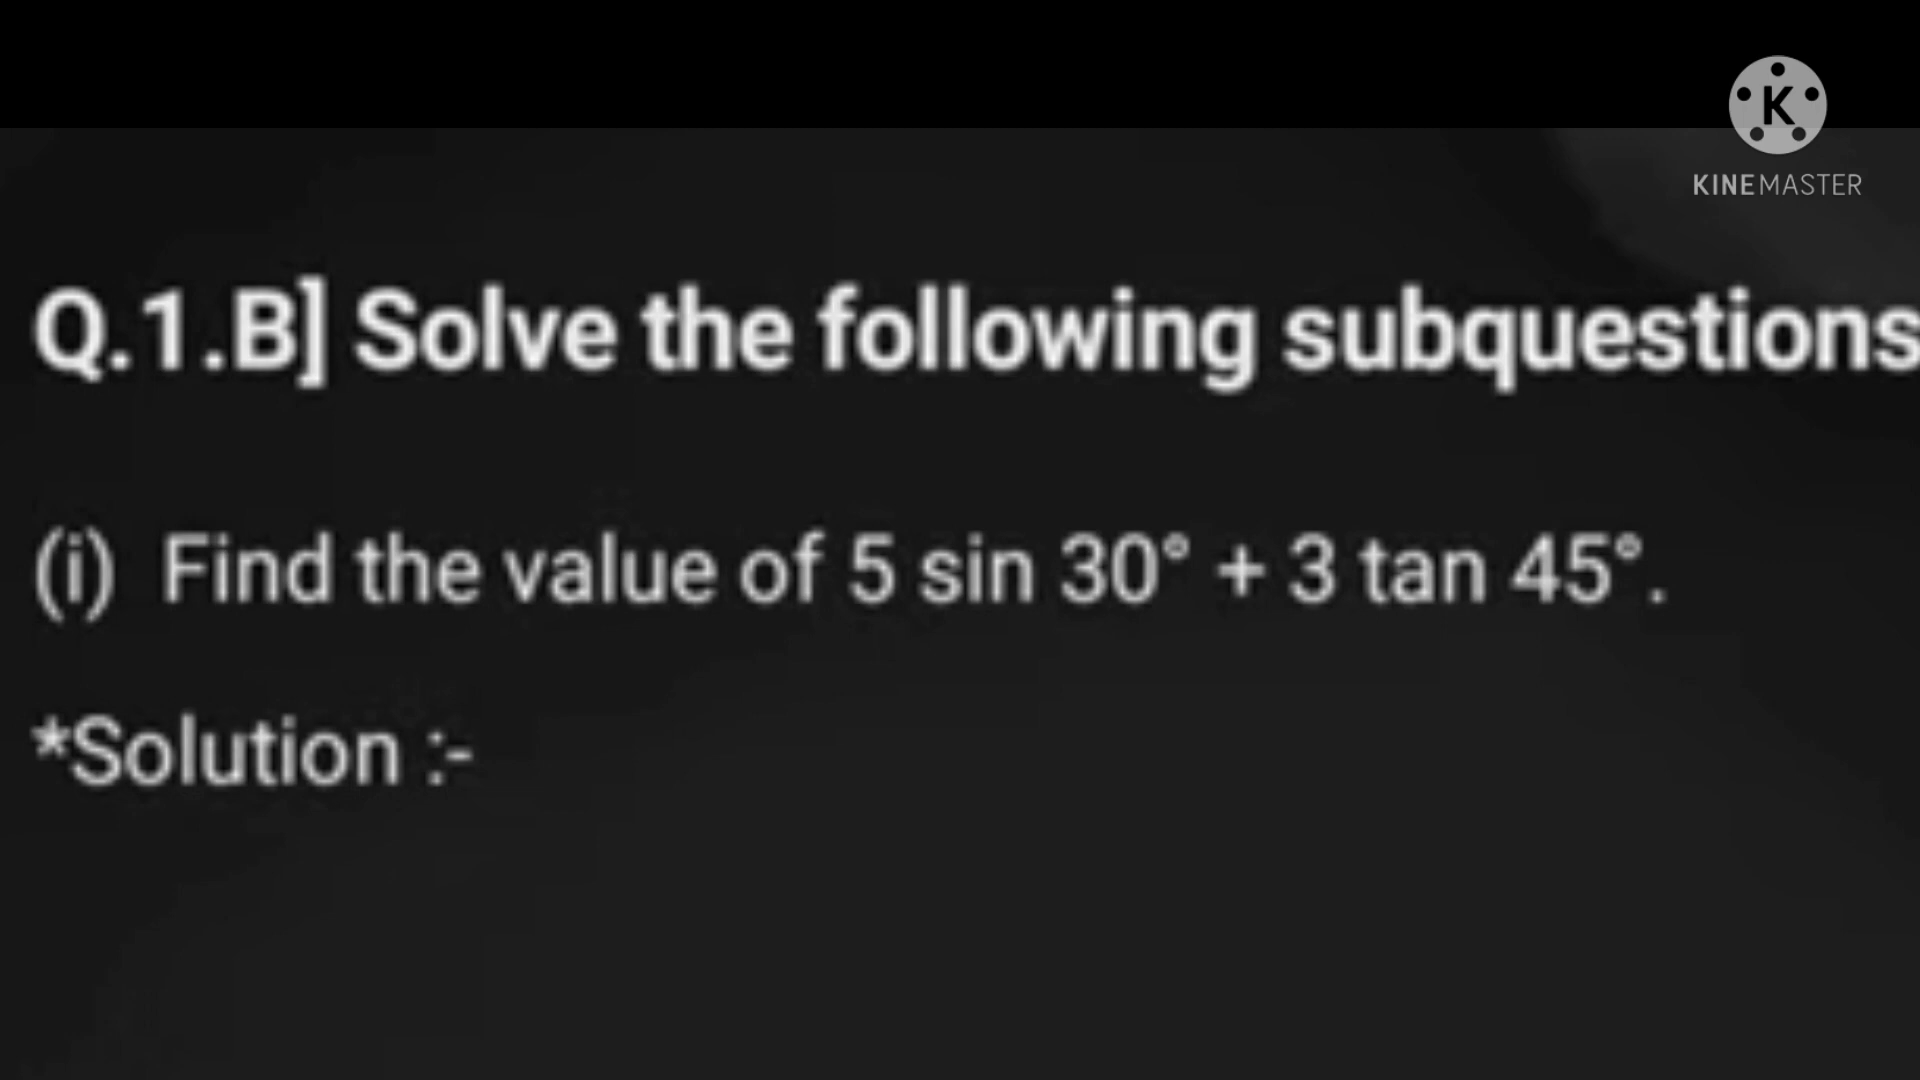 K
KINEMASTER
Q.1.B] Solve the following subquestions
(i) Find the value of 5 sin 30° + 3 tan 45°.
*Solution :-